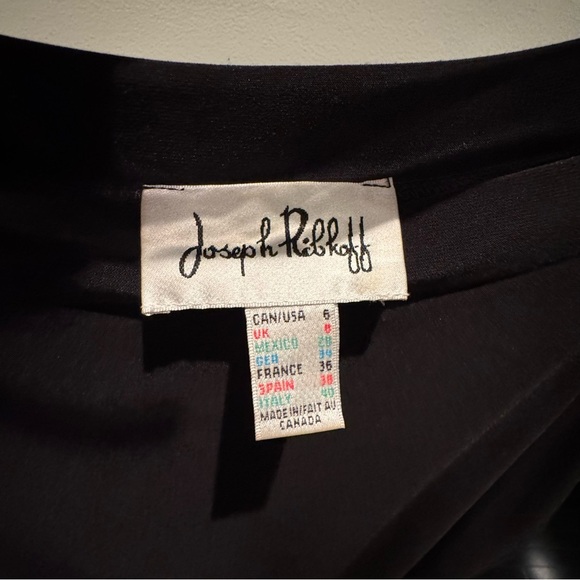 Joseph Ribkoff
CAN/USA 6
UK 8
MEXICO 28
GER 34
FRANCE 36
SPAIN 38
ITALY 40
MADE IN/FAIT AU
CANADA